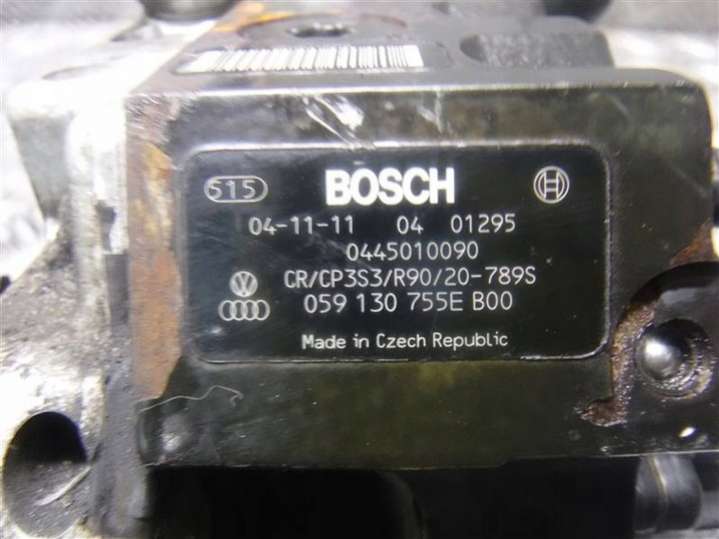 515 BOSCH
04-11-11 04 01295
0445010090
CR/CP3S3/R90/20-789S
059 130 755E B00
Made in Czech Republic